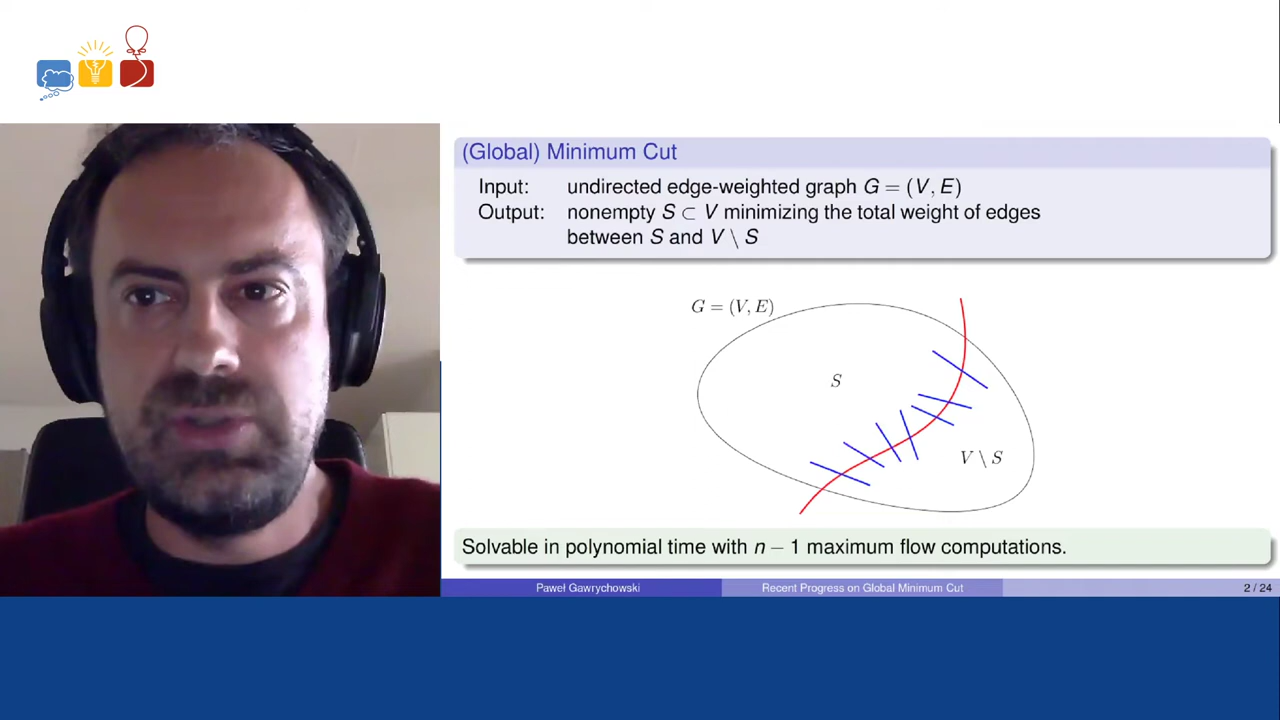 (Global) Minimum Cut
Input: undirected edge-weighted graph G = (V, E)
Output: nonempty S ⊂ V minimizing the total weight of edges
between S and V \ S
G = (V, E)
S
V \ S
Solvable in polynomial time with n − 1 maximum flow computations.
Paweł Gawrychowski Recent Progress on Global Minimum Cut 2 / 24